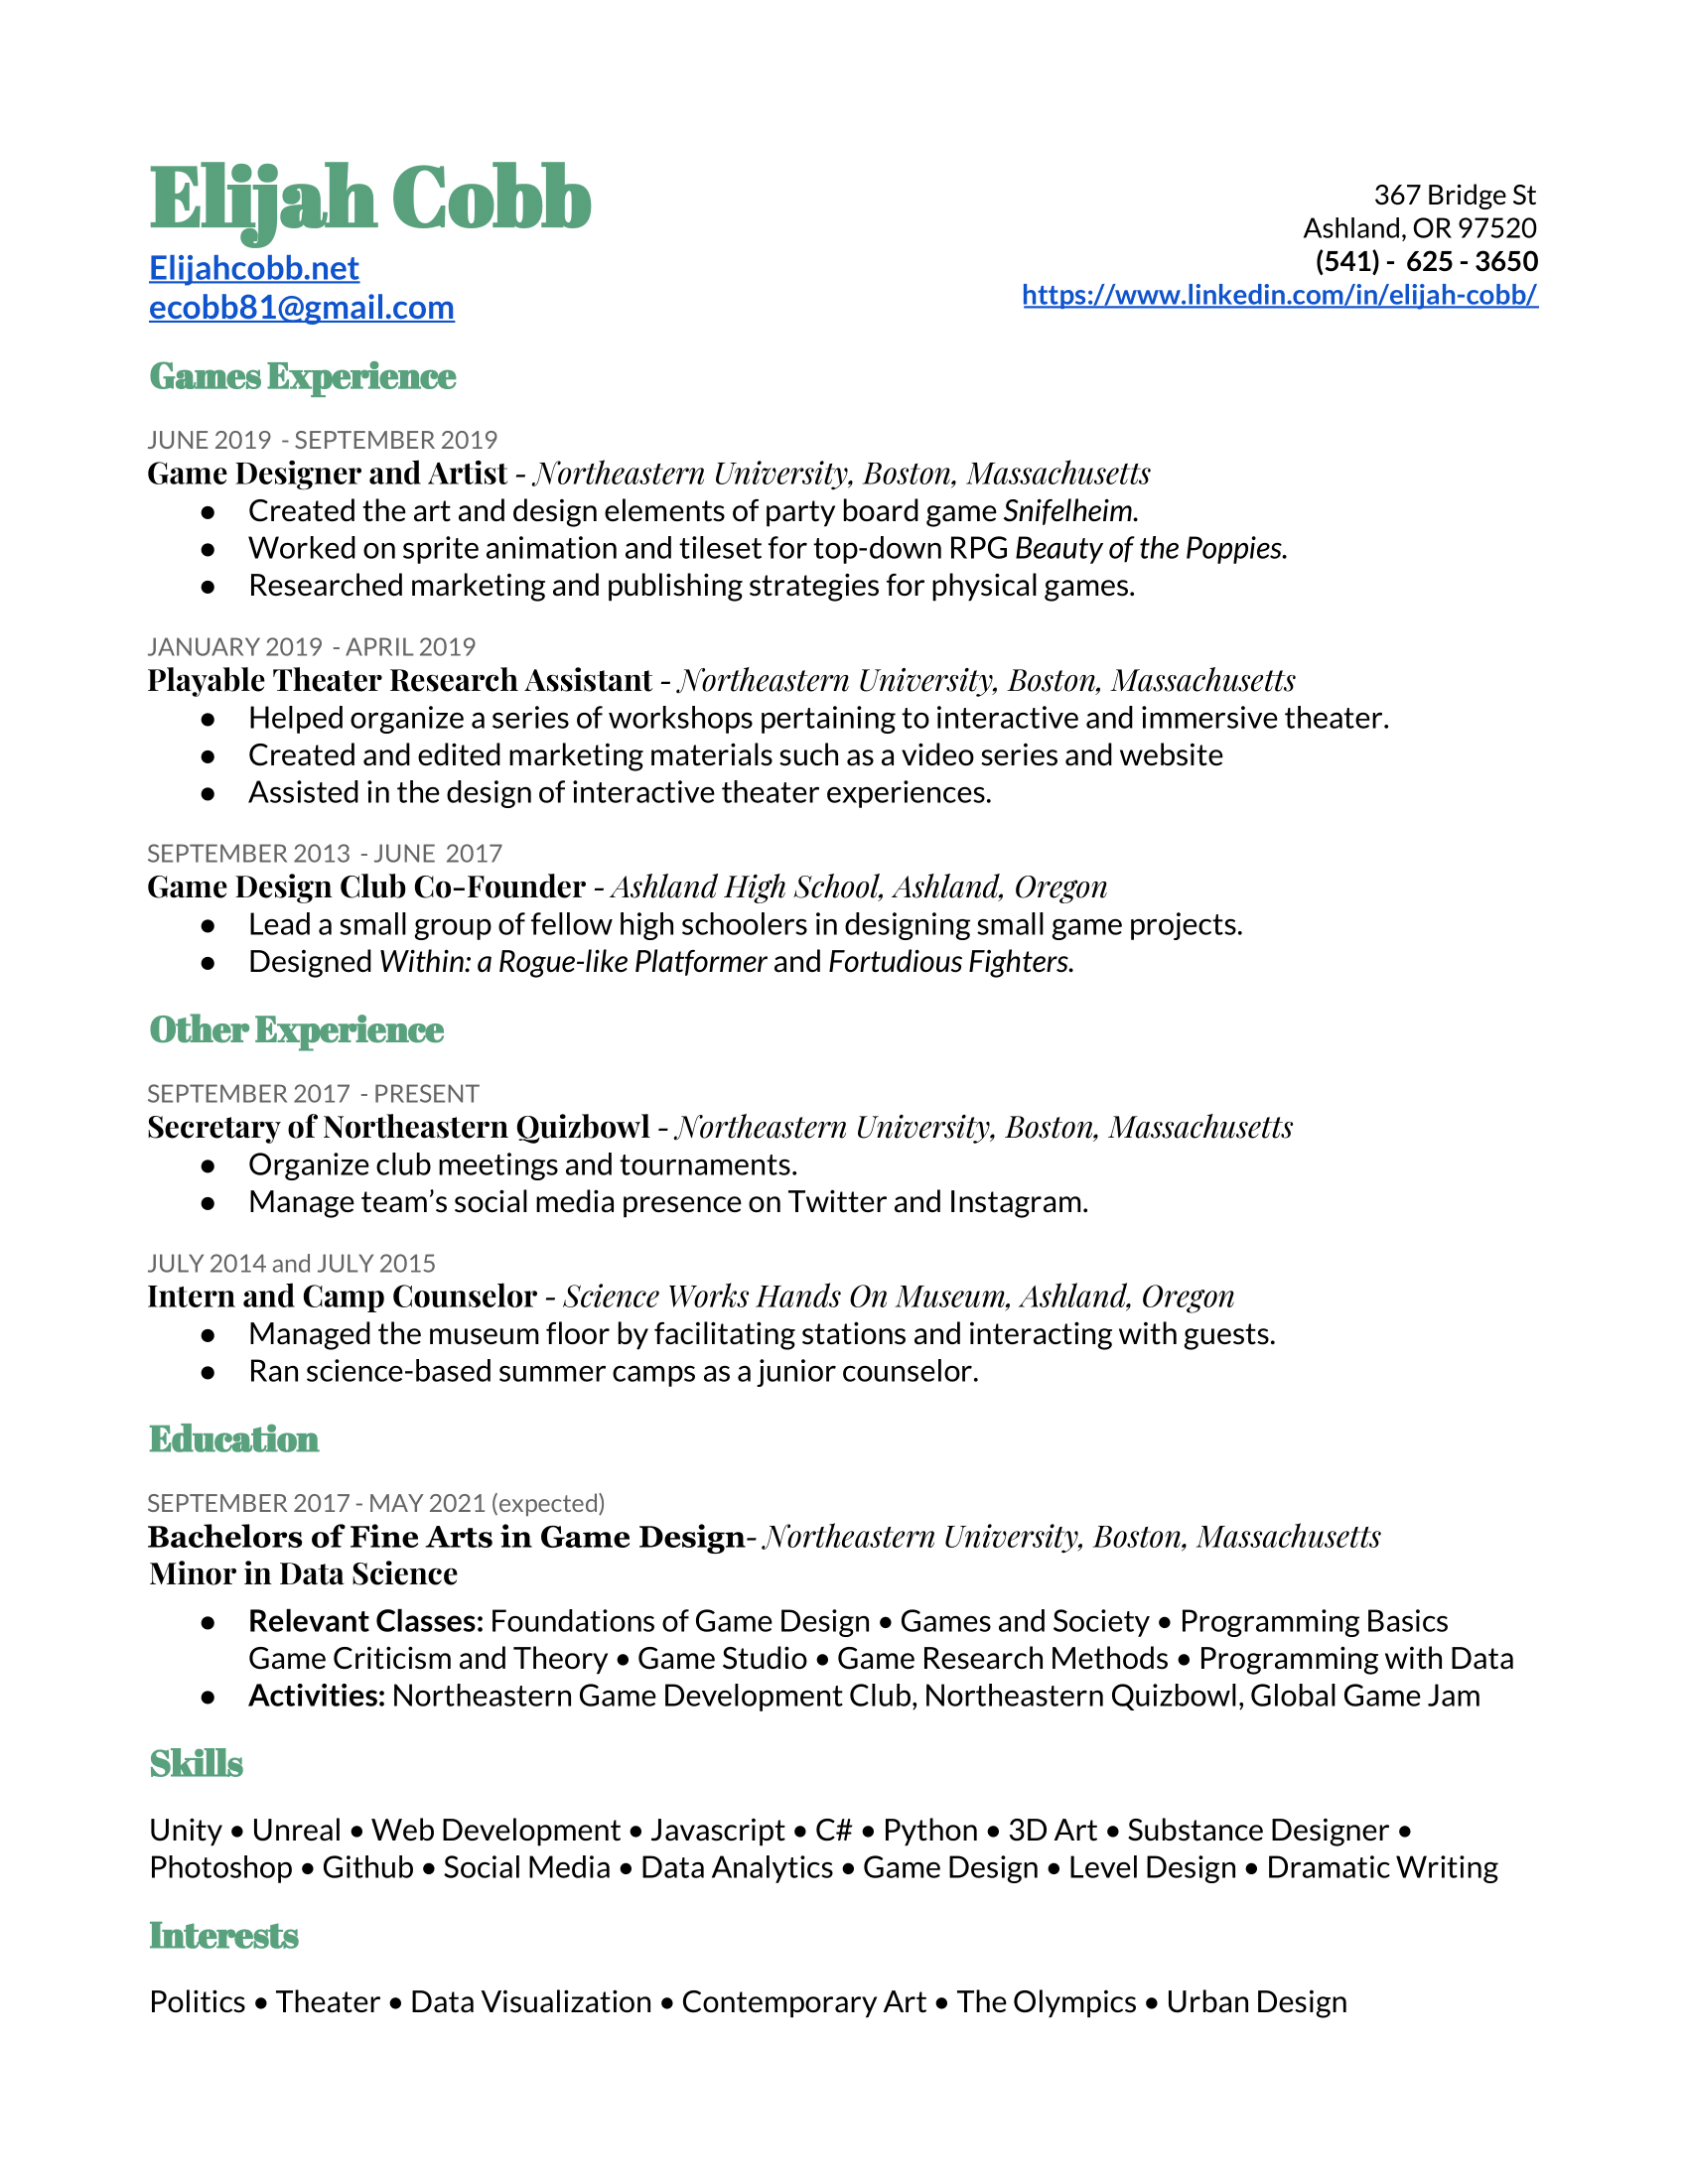 Elijah Cobb
Elijahcobb.net
ecobb81@gmail.com
367 Bridge St
Ashland, OR 97520
(541) -  625 - 3650
https://www.linkedin.com/in/elijah-cobb/
Games Experience
JUNE 2019  - SEPTEMBER 2019
Game Designer and Artist - Northeastern University, Boston, Massachusetts
● Created the art and design elements of party board game Snifelheim.
● Worked on sprite animation and tileset for top-down RPG Beauty of the Poppies.
● Researched marketing and publishing strategies for physical games.
JANUARY 2019  - APRIL 2019
Playable Theater Research Assistant - Northeastern University, Boston, Massachusetts
● Helped organize a series of workshops pertaining to interactive and immersive theater.
● Created and edited marketing materials such as a video series and website
● Assisted in the design of interactive theater experiences.
SEPTEMBER 2013  - JUNE  2017
Game Design Club Co-Founder - Ashland High School, Ashland, Oregon
● Lead a small group of fellow high schoolers in designing small game projects.
● Designed Within: a Rogue-like Platformer and Fortudious Fighters.
Other Experience
SEPTEMBER 2017  - PRESENT
Secretary of Northeastern Quizbowl - Northeastern University, Boston, Massachusetts
● Organize club meetings and tournaments.
● Manage team’s social media presence on Twitter and Instagram.
JULY 2014 and JULY 2015
Intern and Camp Counselor - Science Works Hands On Museum, Ashland, Oregon
● Managed the museum floor by facilitating stations and interacting with guests.
● Ran science-based summer camps as a junior counselor.
Education
SEPTEMBER 2017 - MAY 2021 (expected)
Bachelors of Fine Arts in Game Design- Northeastern University, Boston, Massachusetts
Minor in Data Science
● Relevant Classes: Foundations of Game Design • Games and Society • Programming Basics
Game Criticism and Theory • Game Studio • Game Research Methods • Programming with Data
● Activities: Northeastern Game Development Club, Northeastern Quizbowl, Global Game Jam
Skills
Unity • Unreal • Web Development • Javascript • C# • Python • 3D Art • Substance Designer •
Photoshop • Github • Social Media • Data Analytics • Game Design • Level Design • Dramatic Writing
Interests
Politics • Theater • Data Visualization • Contemporary Art • The Olympics • Urban Design